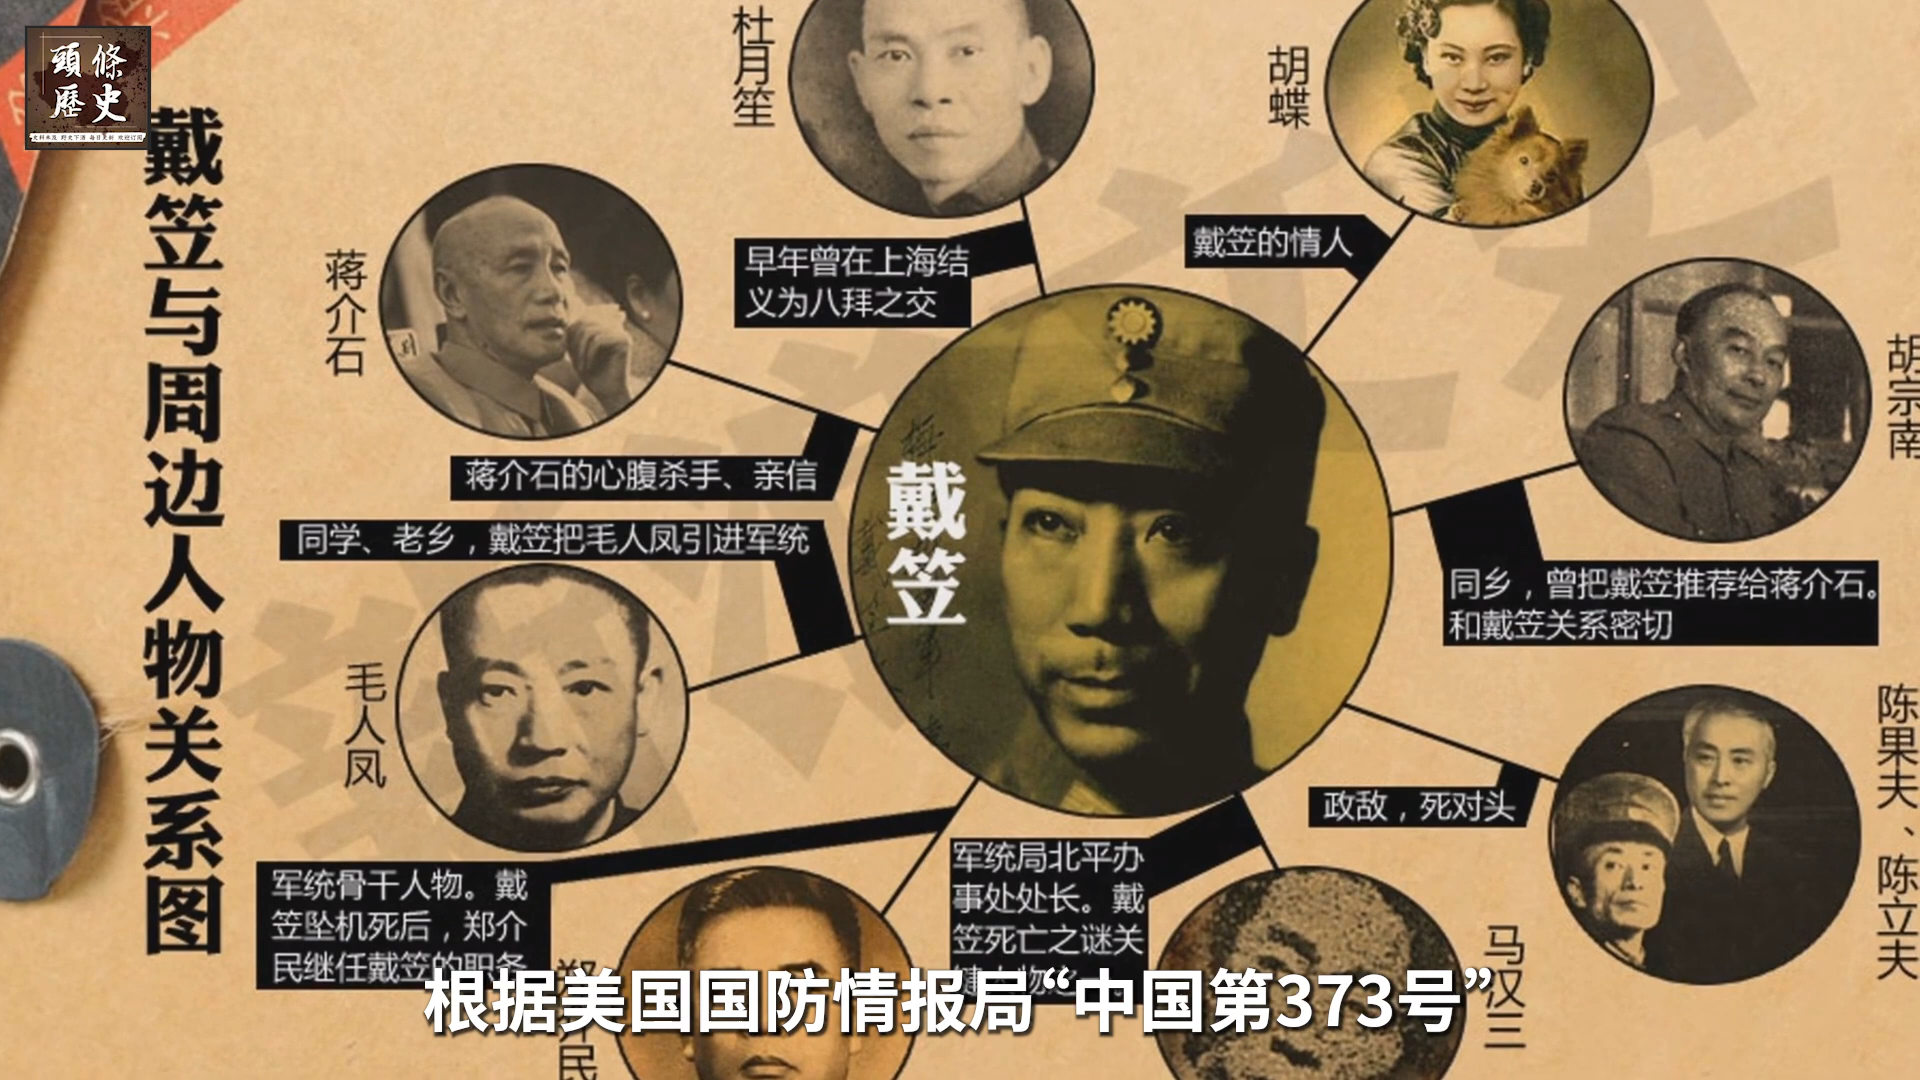 頭條
歷史
戴笠与周边人物关系图
杜月笙
胡蝶
蒋介石
早年曾在上海结
义为八拜之交
戴笠的情人
胡宗南
蒋介石的心腹杀手、亲信
同学、老乡，戴笠把毛人凤引进军统
戴笠
同乡，曾把戴笠推荐给蒋介石。
和戴笠关系密切
毛人凤
陈果夫、陈立夫
政敌，死对头
军统骨干人物。戴
笠坠机死后，郑介
民继任戴笠的职务
军统局北平办
事处处长。戴
笠死亡之谜关
马汉三
根据美国国防情报局“中国第373号”